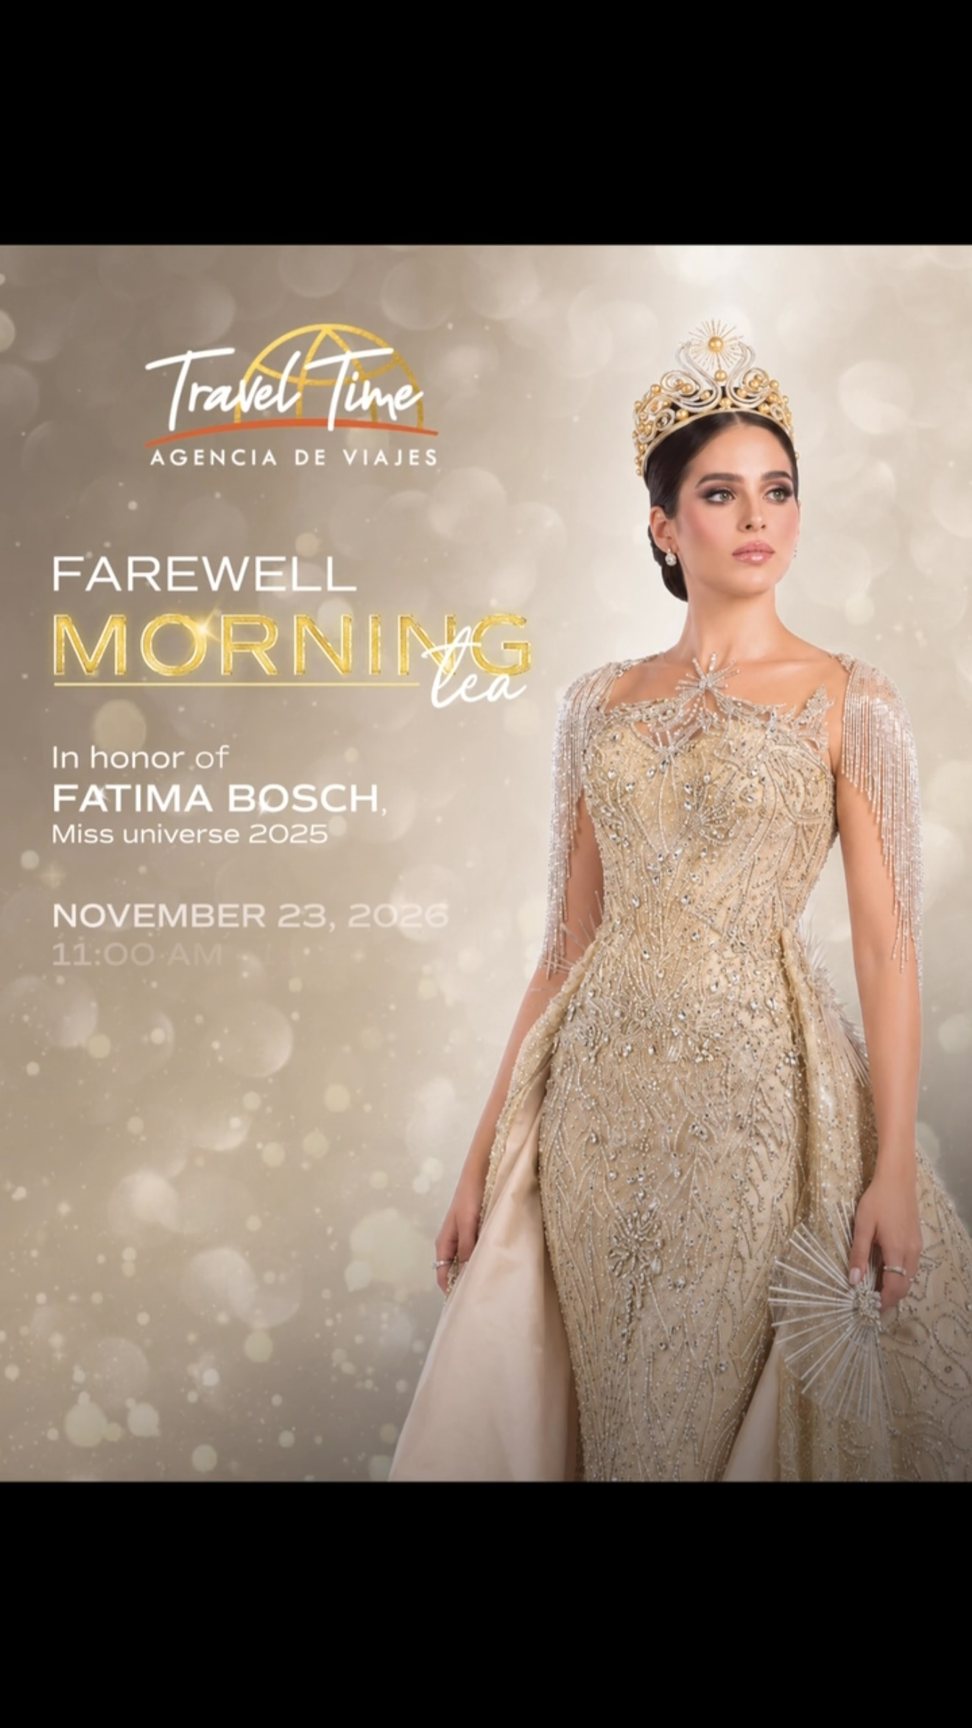 Travel Time
AGENCIA DE VIAJES
FAREWELL
MORNING
tea
In honor of
FATIMA BOSCH,
Miss universe 2025
NOVEMBER 23, 2026
11:00 AM